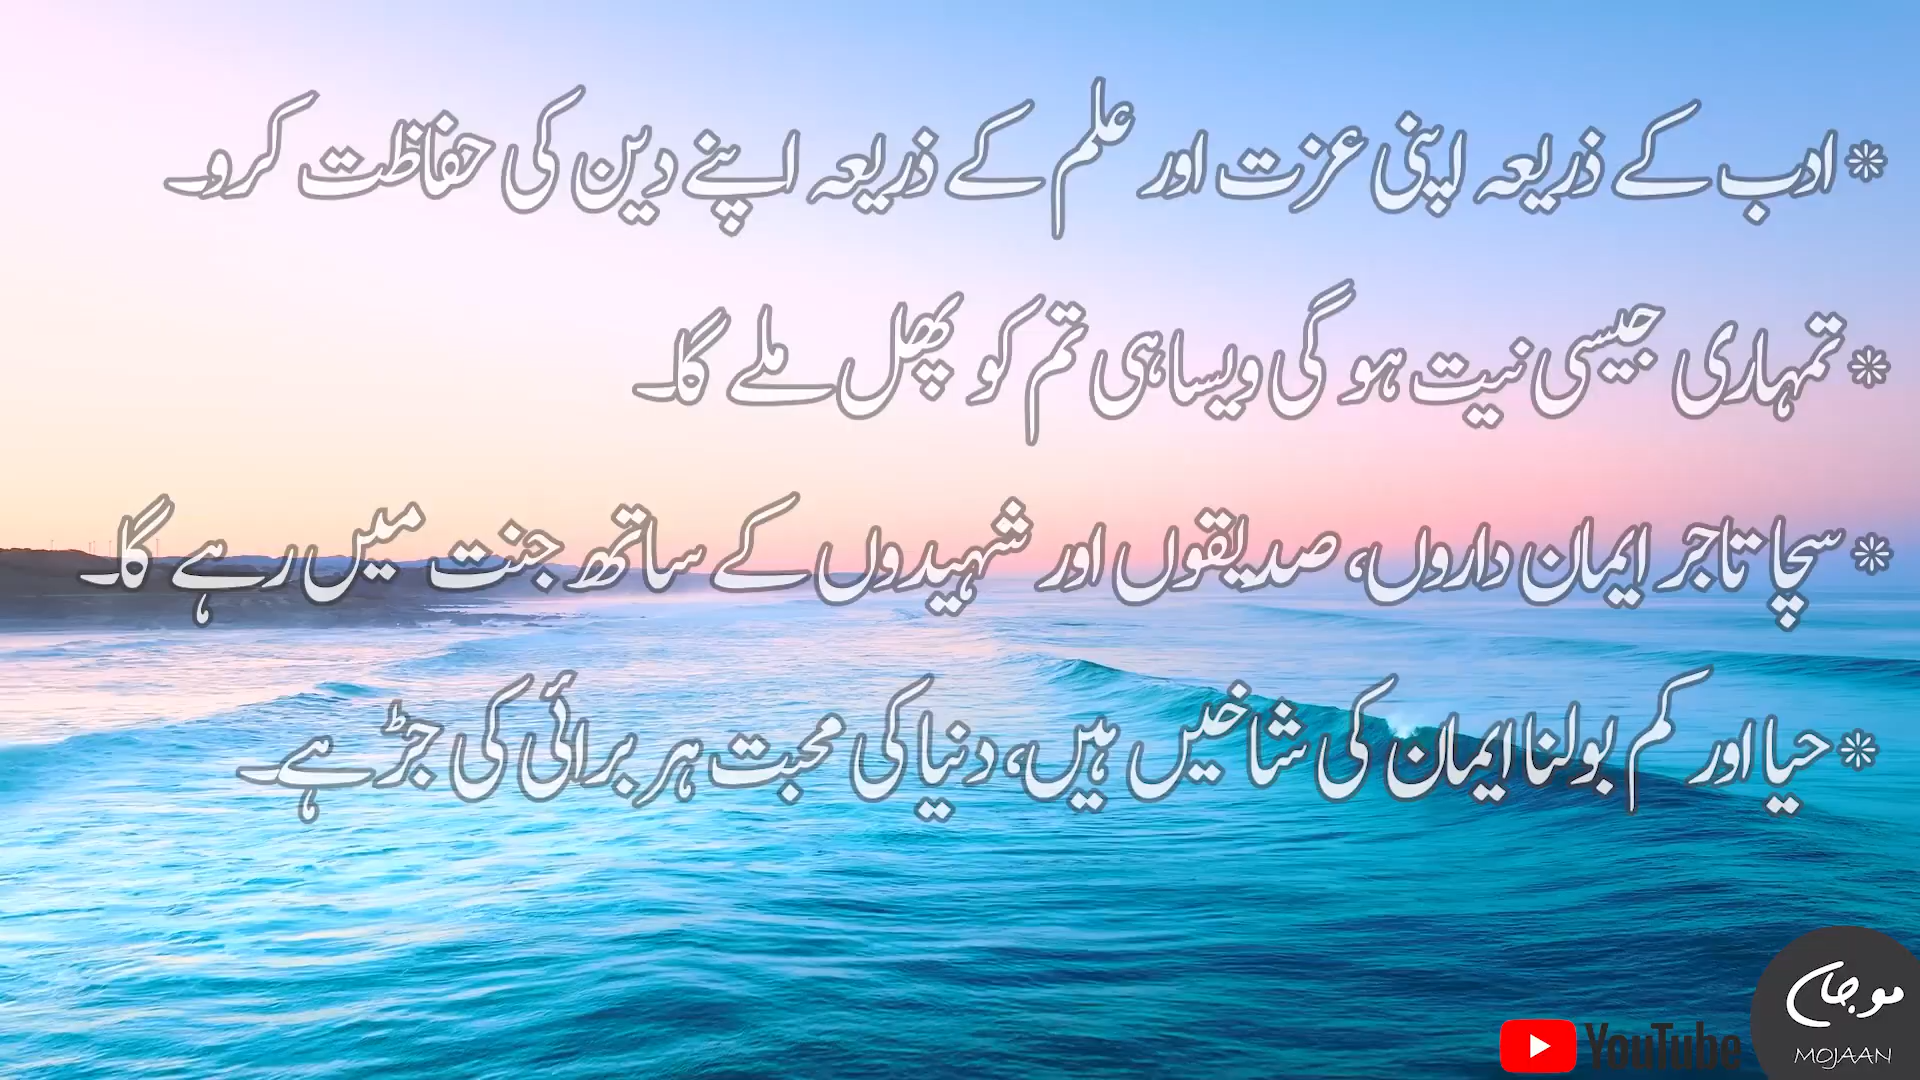 * ادب کے ذریعہ اپنی عزت اور علم کے ذریعہ اپنے دین کی حفاظت کرو۔
* تمہاری جیسی نیت ہو گی ویسا ہی تم کو پھل ملے گا۔
* سچا تاجر ایمان داروں، صدیقوں اور شہیدوں کے ساتھ جنت میں رہے گا۔
* حیا اور کم بولنا ایمان کی شاخیں ہیں، دنیا کی محبت ہر برائی کی جڑ ہے۔
موجاں
YouTube
MOJAAN